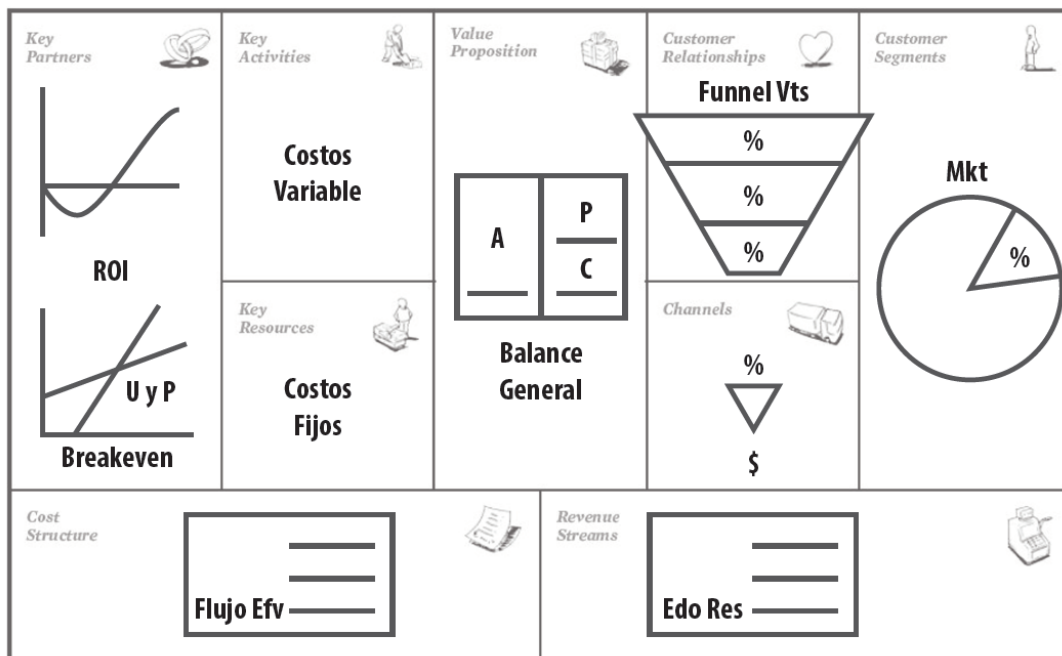 Key
Partners
ROI
U y P
Breakeven
Key
Activities
Costos
Variable
Key
Resources
Costos
Fijos
Value
Proposition
A
P
C
Balance
General
Customer
Relationships
Funnel Vts
%
%
%
Channels
%
$
Customer
Segments
Mkt
%
Cost
Structure
Flujo Efv
Revenue
Streams
Edo Res